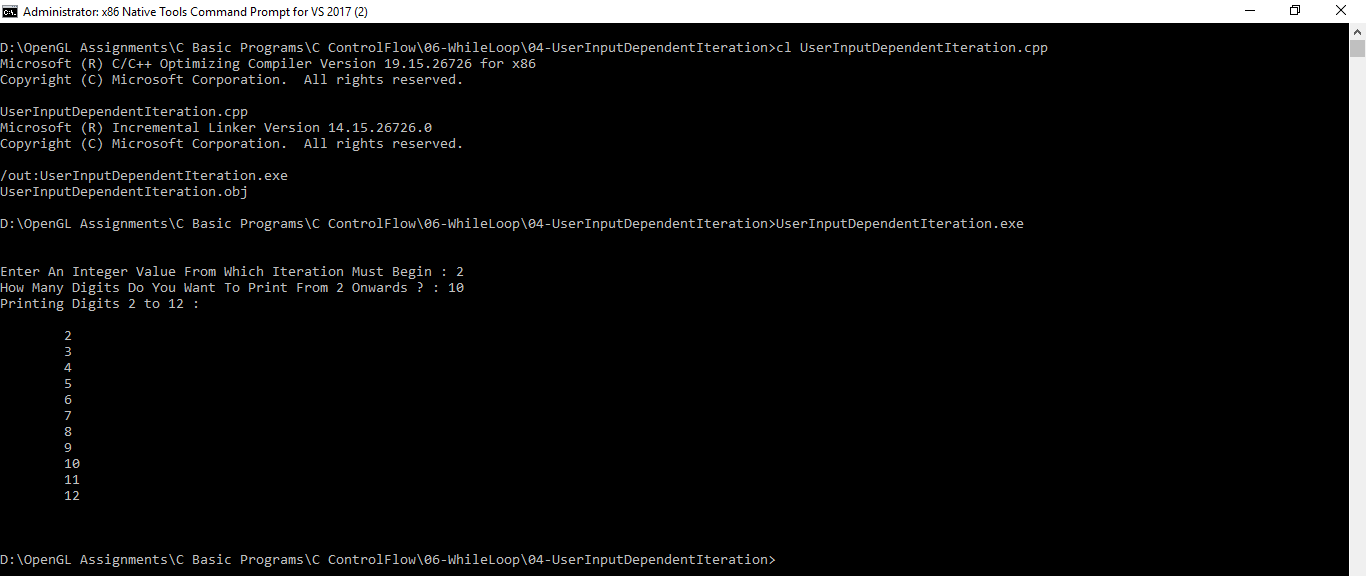 Administrator: x86 Native Tools Command Prompt for VS 2017 (2)
D:\OpenGL Assignments\C Basic Programs\C ControlFlow\06-WhileLoop\04-UserInputDependentIteration>cl UserInputDependentIteration.cpp
Microsoft (R) C/C++ Optimizing Compiler Version 19.15.26726 for x86
Copyright (C) Microsoft Corporation.  All rights reserved.
UserInputDependentIteration.cpp
Microsoft (R) Incremental Linker Version 14.15.26726.0
Copyright (C) Microsoft Corporation.  All rights reserved.
/out:UserInputDependentIteration.exe
UserInputDependentIteration.obj
D:\OpenGL Assignments\C Basic Programs\C ControlFlow\06-WhileLoop\04-UserInputDependentIteration>UserInputDependentIteration.exe
Enter An Integer Value From Which Iteration Must Begin : 2
How Many Digits Do You Want To Print From 2 Onwards ? : 10
Printing Digits 2 to 12 :
2
3
4
5
6
7
8
9
10
11
12
D:\OpenGL Assignments\C Basic Programs\C ControlFlow\06-WhileLoop\04-UserInputDependentIteration>